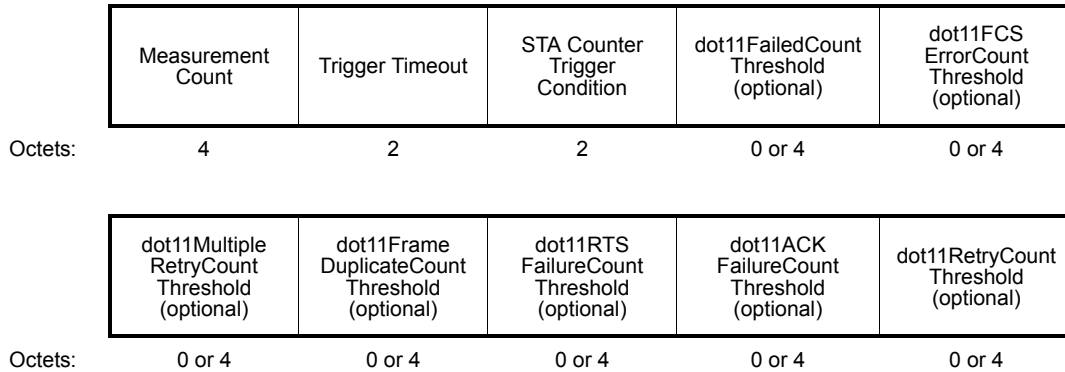 Measurement
Count
Trigger Timeout
STA Counter
Trigger
Condition
dot11FailedCount
Threshold
(optional)
dot11FCS
ErrorCount
Threshold
(optional)
Octets:
4
2
2
0 or 4
0 or 4
dot11Multiple
RetryCount
Threshold
(optional)
dot11Frame
DuplicateCount
Threshold
(optional)
dot11RTS
FailureCount
Threshold
(optional)
dot11ACK
FailureCount
Threshold
(optional)
dot11RetryCount
Threshold
(optional)
Octets:
0 or 4
0 or 4
0 or 4
0 or 4
0 or 4